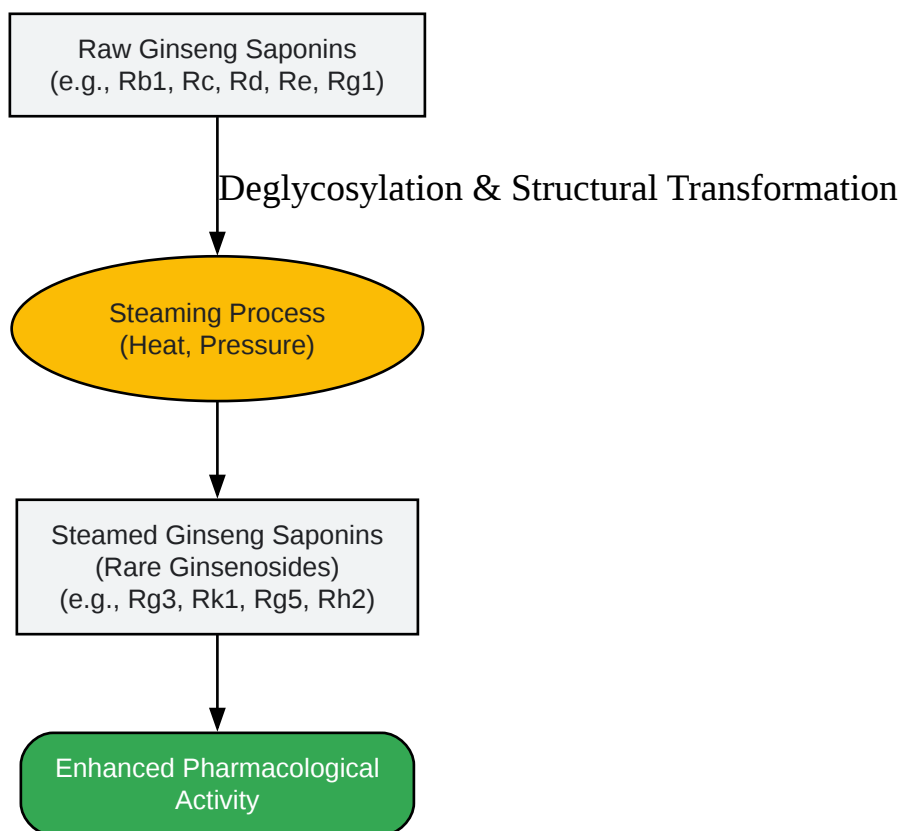 Raw Ginseng Saponins
(e.g., Rb1, Rc, Rd, Re, Rg1)
Deglycosylation & Structural Transformation
Steaming Process
(Heat, Pressure)
Steamed Ginseng Saponins
(Rare Ginsenosides)
(e.g., Rg3, Rk1, Rg5, Rh2)
Enhanced Pharmacological
Activity